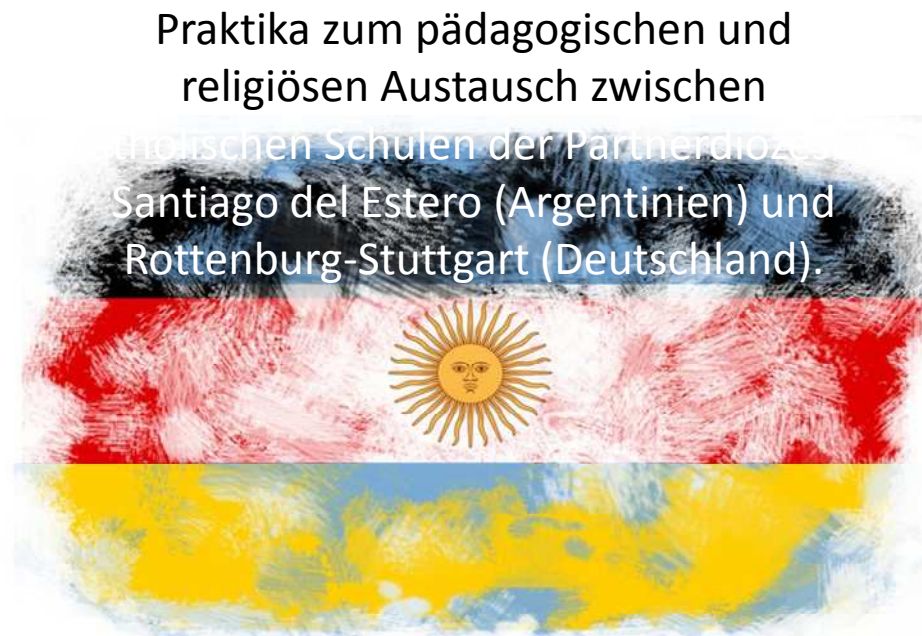 Praktika zum pädagogischen und
religiösen Austausch zwischen
Schulen der
Santiago del Estero (Argentinien) und
Rottenburg-Stuttgart (Deutschland).